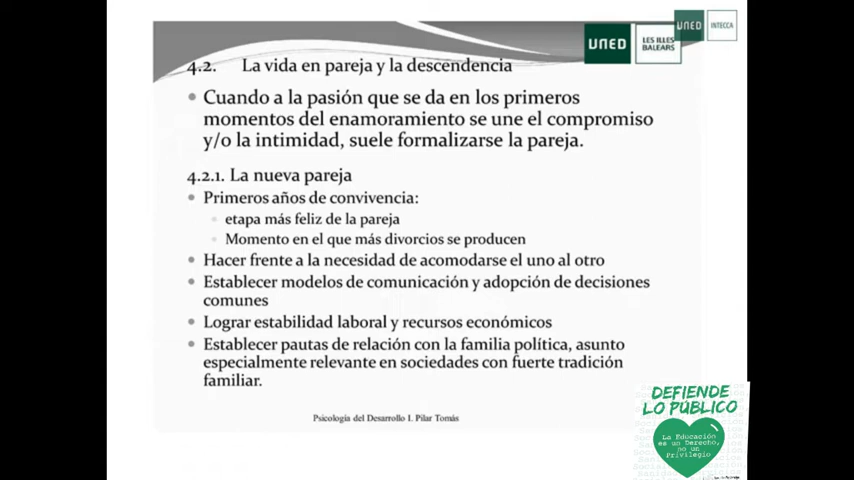 UNED
LES ILLES
BALEARS
UNED
INTECCA
4.2. La vida en pareja y la descendencia
Cuando a la pasión que se da en los primeros
momentos del enamoramiento se une el compromiso
y/o la intimidad, suele formalizarse la pareja.
4.2.1. La nueva pareja
Primeros años de convivencia:
etapa más feliz de la pareja
Momento en el que más divorcios se producen
Hacer frente a la necesidad de acomodarse el uno al otro
Establecer modelos de comunicación y adopción de decisiones
comunes
Lograr estabilidad laboral y recursos económicos
Establecer pautas de relación con la familia política, asunto
especialmente relevante en sociedades con fuerte tradición
familiar.
Psicología del Desarrollo I. Pilar Tomás
DEFIENDE
LO PÚBLICO
La Educación
es un Derecho,
no un
Privilegio